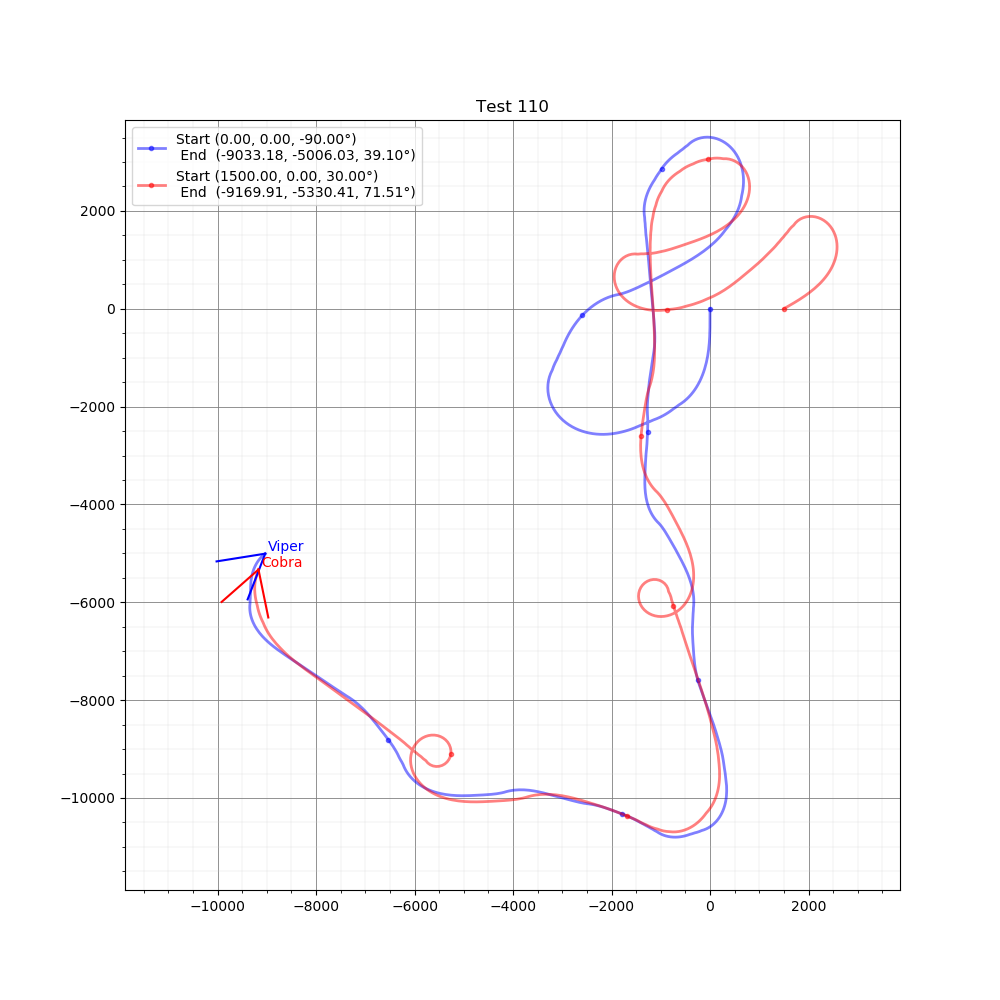 Test 110
Start (0.00, 0.00, -90.00°)
End  (-9033.18, -5006.03, 39.10°)
Start (1500.00, 0.00, 30.00°)
End  (-9169.91, -5330.41, 71.51°)
2000
0
−2000
−4000
Viper
Cobra
−6000
−8000
−10000
−10000 −8000 −6000 −4000 −2000 0 2000